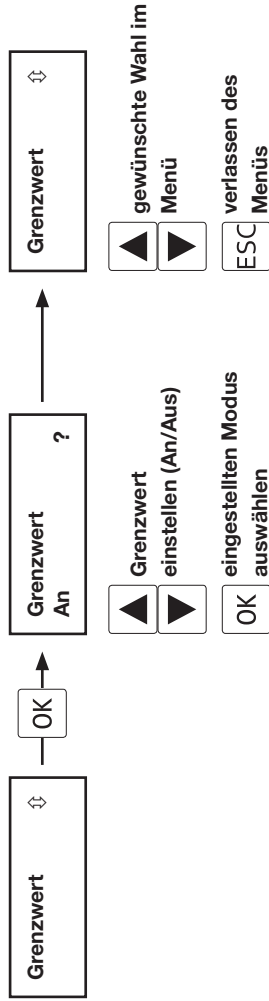 Grenzwert ⇳
OK
Grenzwert
An ?
Grenzwert
einstellen (An/Aus)
OK
eingestellten Modus
auswählen
Grenzwert ⇳
gewünschte Wahl im
Menü
ESC
verlassen des
Menüs